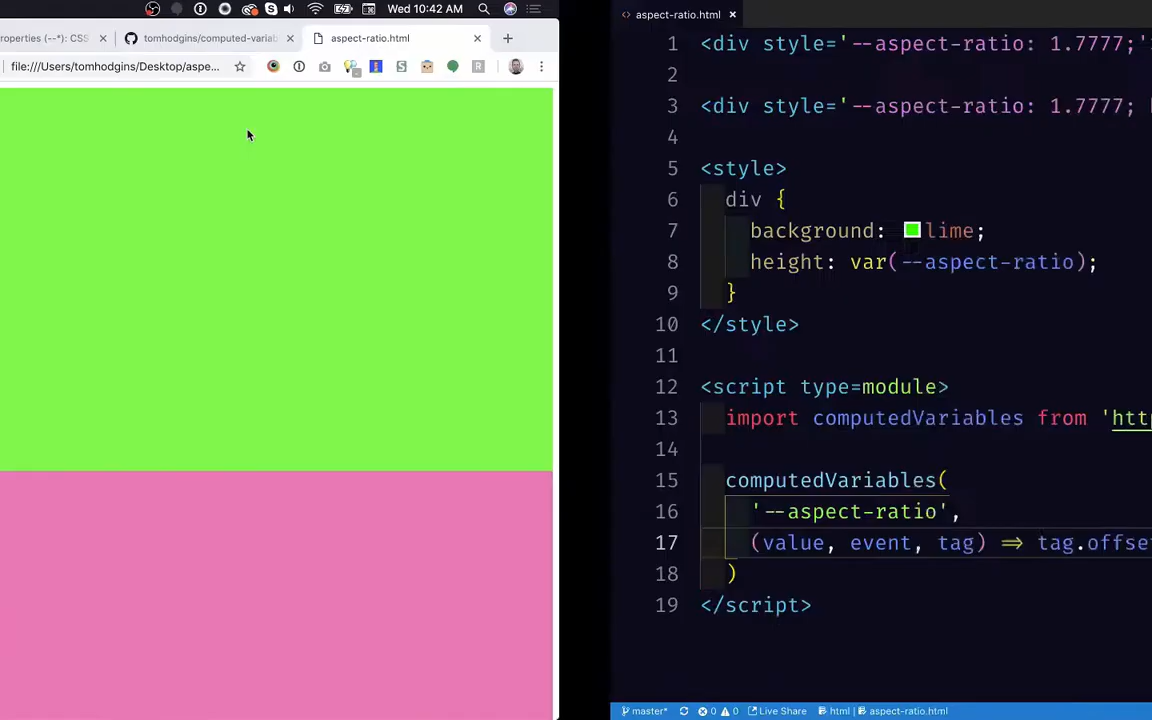 Wed 10:42 AM
roperties (--*): CSS
tomhodgins/computed-variab
aspect-ratio.html
file:///Users/tomhodgins/Desktop/aspe...
aspect-ratio.html
1 <div style='--aspect-ratio: 1.7777;'
2
3 <div style='--aspect-ratio: 1.7777;
4
5 <style>
6 div {
7 background: lime;
8 height: var(--aspect-ratio);
9 }
10 </style>
11
12 <script type=module>
13 import computedVariables from 'http
14
15 computedVariables(
16 '--aspect-ratio',
17 (value, event, tag) => tag.offse
18 )
19 </script>
master* 0 0 Live Share html aspect-ratio.html